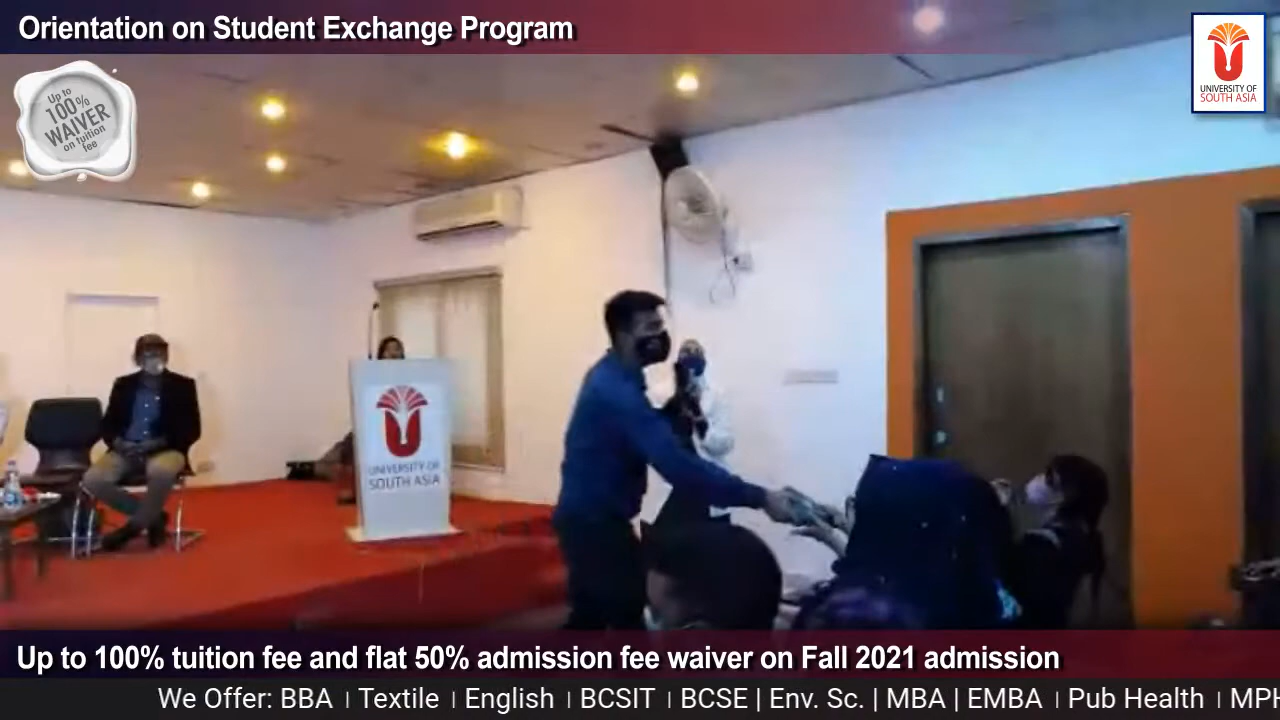 Orientation on Student Exchange Program
UNIVERSITY OF
SOUTH ASIA
Up to
100%
WAIVER
on tuition
fee
UNIVERSITY OF
SOUTH ASIA
Up to 100% tuition fee and flat 50% admission fee waiver on Fall 2021 admission
We Offer: BBA । Textile । English । BCSIT । BCSE | Env. Sc. | MBA | EMBA । Pub Health । MPH